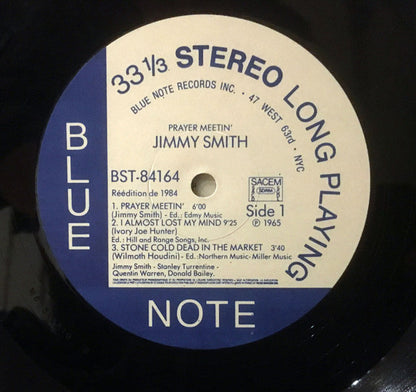 33 1/3 STEREO LONG PLAYING
BLUE NOTE RECORDS INC. · 47 WEST 63rd · NYC
BLUE
NOTE
PRAYER MEETIN'
JIMMY SMITH
BST-84164
Réédition de 1984
SACEM
SDRM
Side 1
℗ 1965
1. PRAYER MEETIN' 6'00
(Jimmy Smith) - Ed.: Edmy Music
2. I ALMOST LOST MY MIND 9'25
(Ivory Joe Hunter)
Ed.: Hill and Range Songs, Inc.
3. STONE COLD DEAD IN THE MARKET 3'40
(Wilmoth Houdini) - Ed: Northern Music- Miller Music
Jimmy Smith - Stanley Turrentine -
Quentin Warren, Donald Bailey.